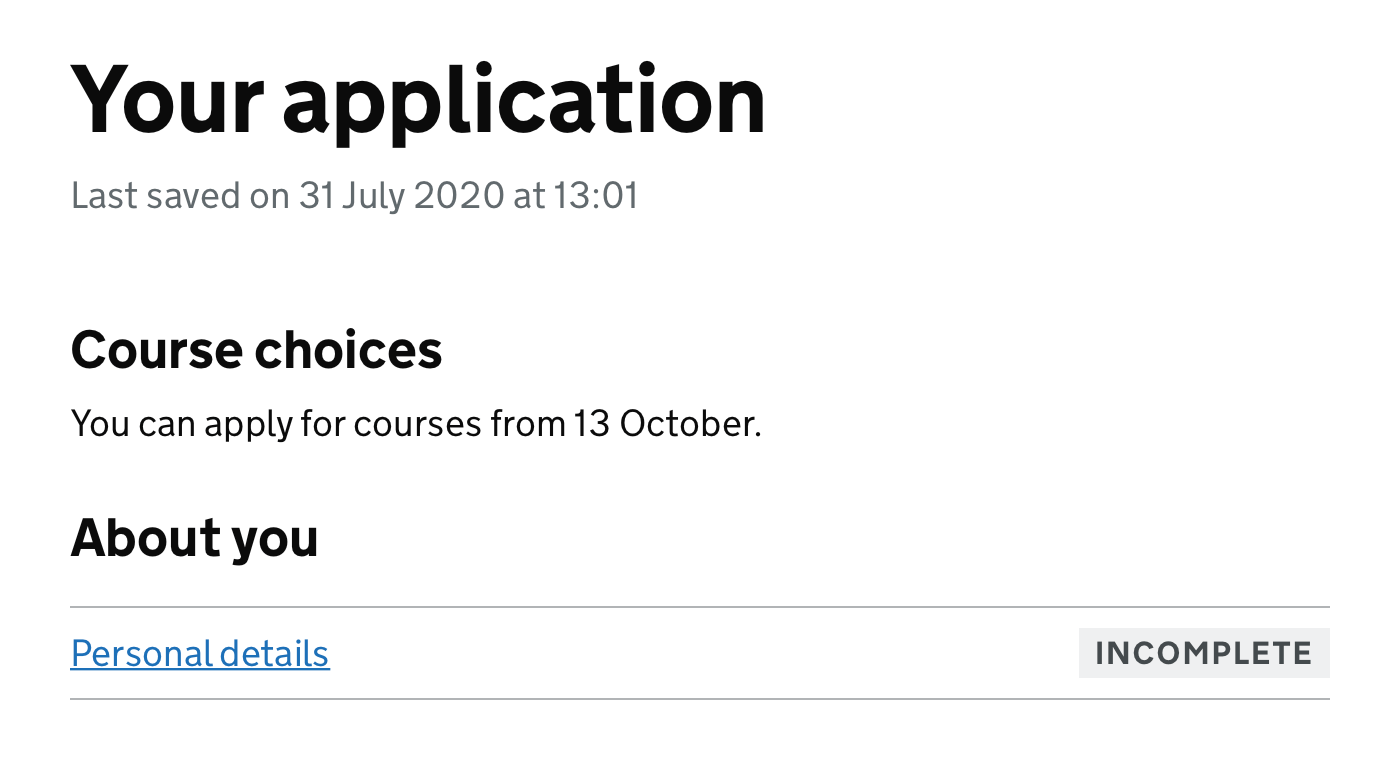 Your application
Last saved on 31 July 2020 at 13:01
Course choices
You can apply for courses from 13 October.
About you
Personal details INCOMPLETE